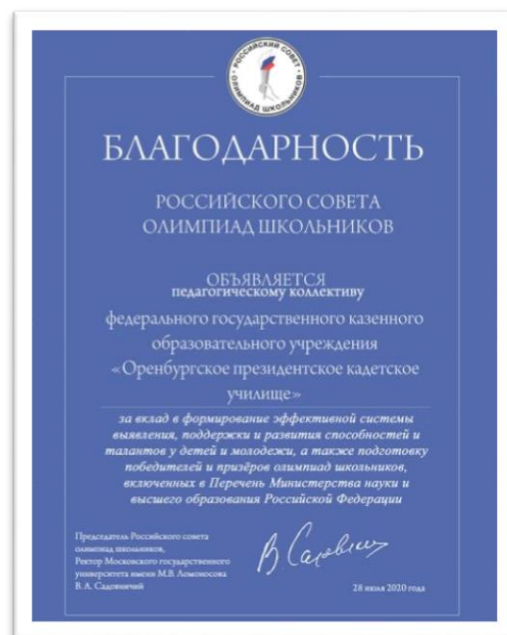 РОССИЙСКИЙ СОВЕТ
ОЛИМПИАД ШКОЛЬНИКОВ
БЛАГОДАРНОСТЬ
РОССИЙСКОГО СОВЕТА
ОЛИМПИАД ШКОЛЬНИКОВ
ОБЪЯВЛЯЕТСЯ
педагогическому коллективу
федерального государственного казенного
образовательного учреждения
«Оренбургское президентское кадетское
училище»
за вклад в формирование эффективной системы
выявления, поддержки и развития способностей и
талантов у детей и молодежи, а также подготовку
победителей и призёров олимпиад школьников,
включенных в Перечень Министерства науки и
высшего образования Российской Федерации
Председатель Российского совета
олимпиад школьников,
Ректор Московского государственного
университета имени М.В. Ломоносова
В. А. Садовничий
28 июля 2020 года